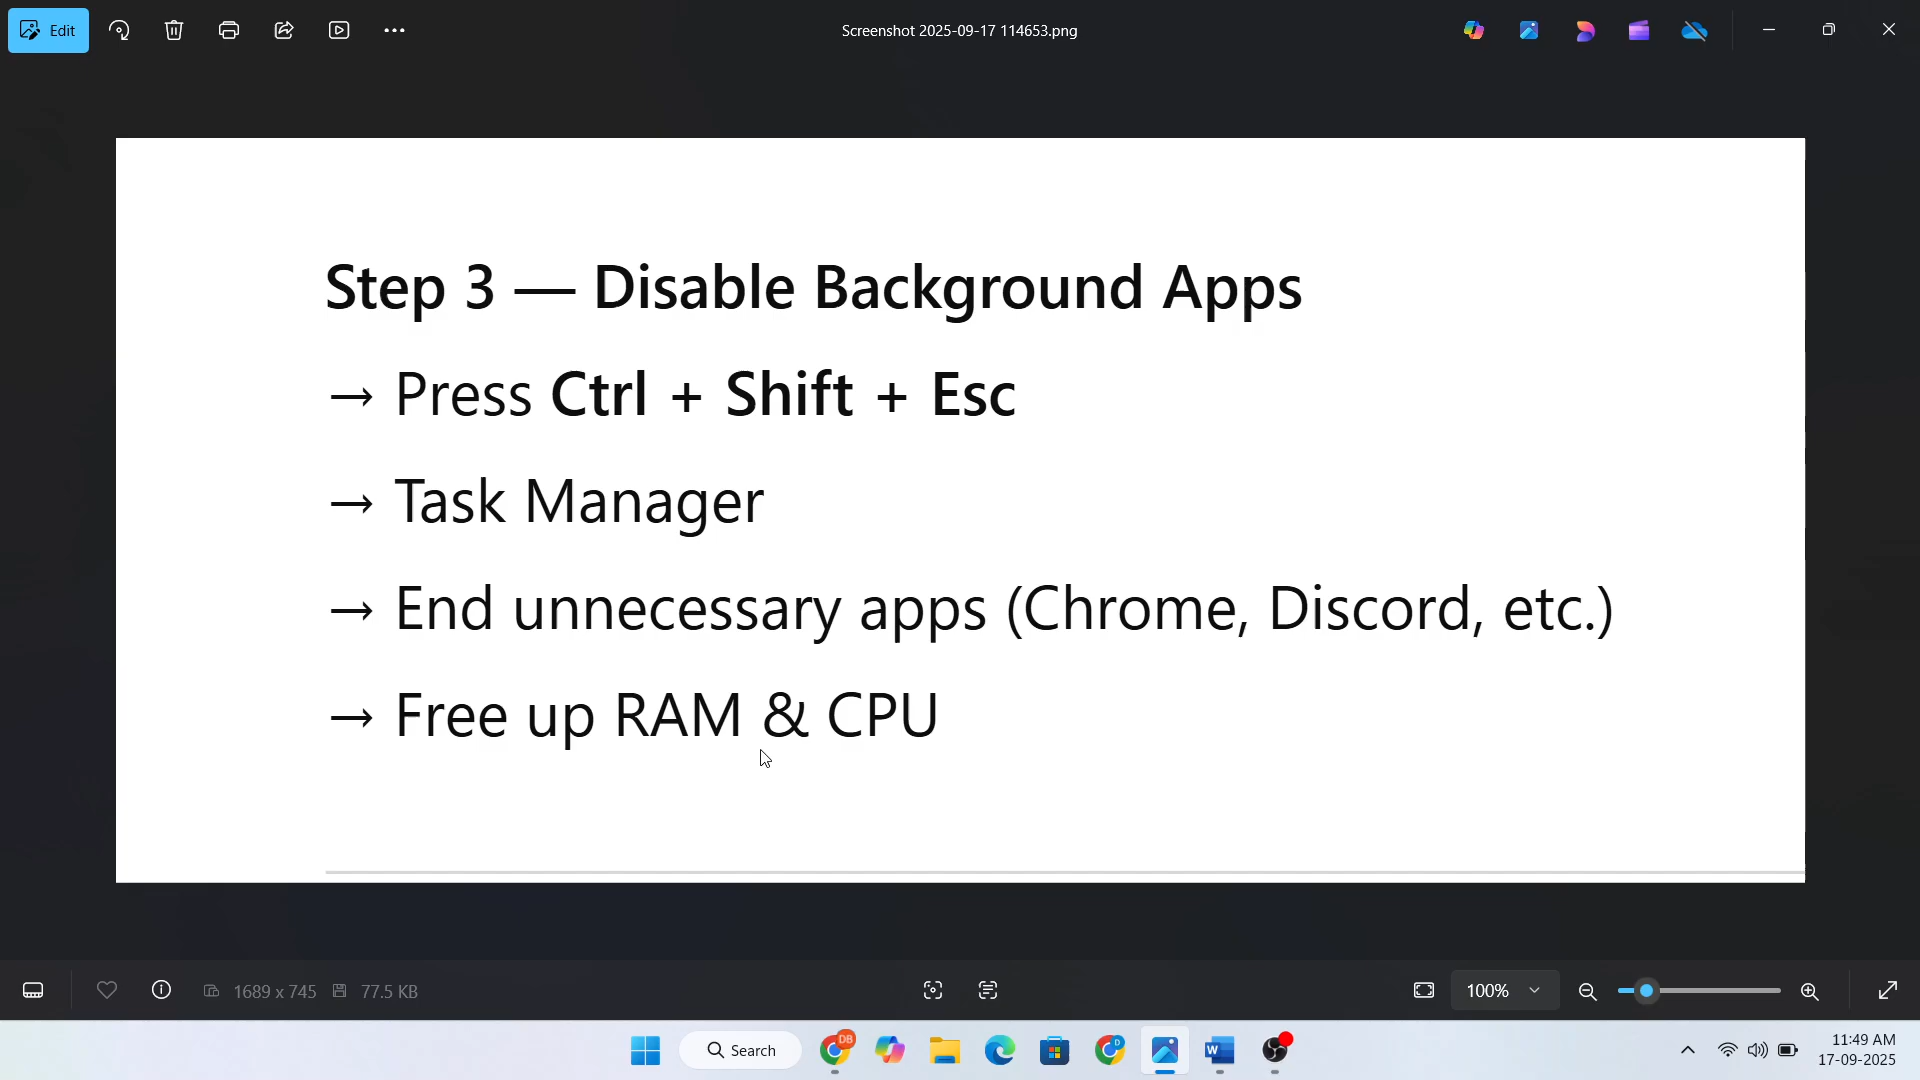 Edit
Screenshot 2025-09-17 114653.png
Step 3 — Disable Background Apps
→ Press Ctrl + Shift + Esc
→ Task Manager
→ End unnecessary apps (Chrome, Discord, etc.)
→ Free up RAM & CPU
1689 x 745 77.5 KB 100%
Search
DB
D
W
11:49 AM
17-09-2025